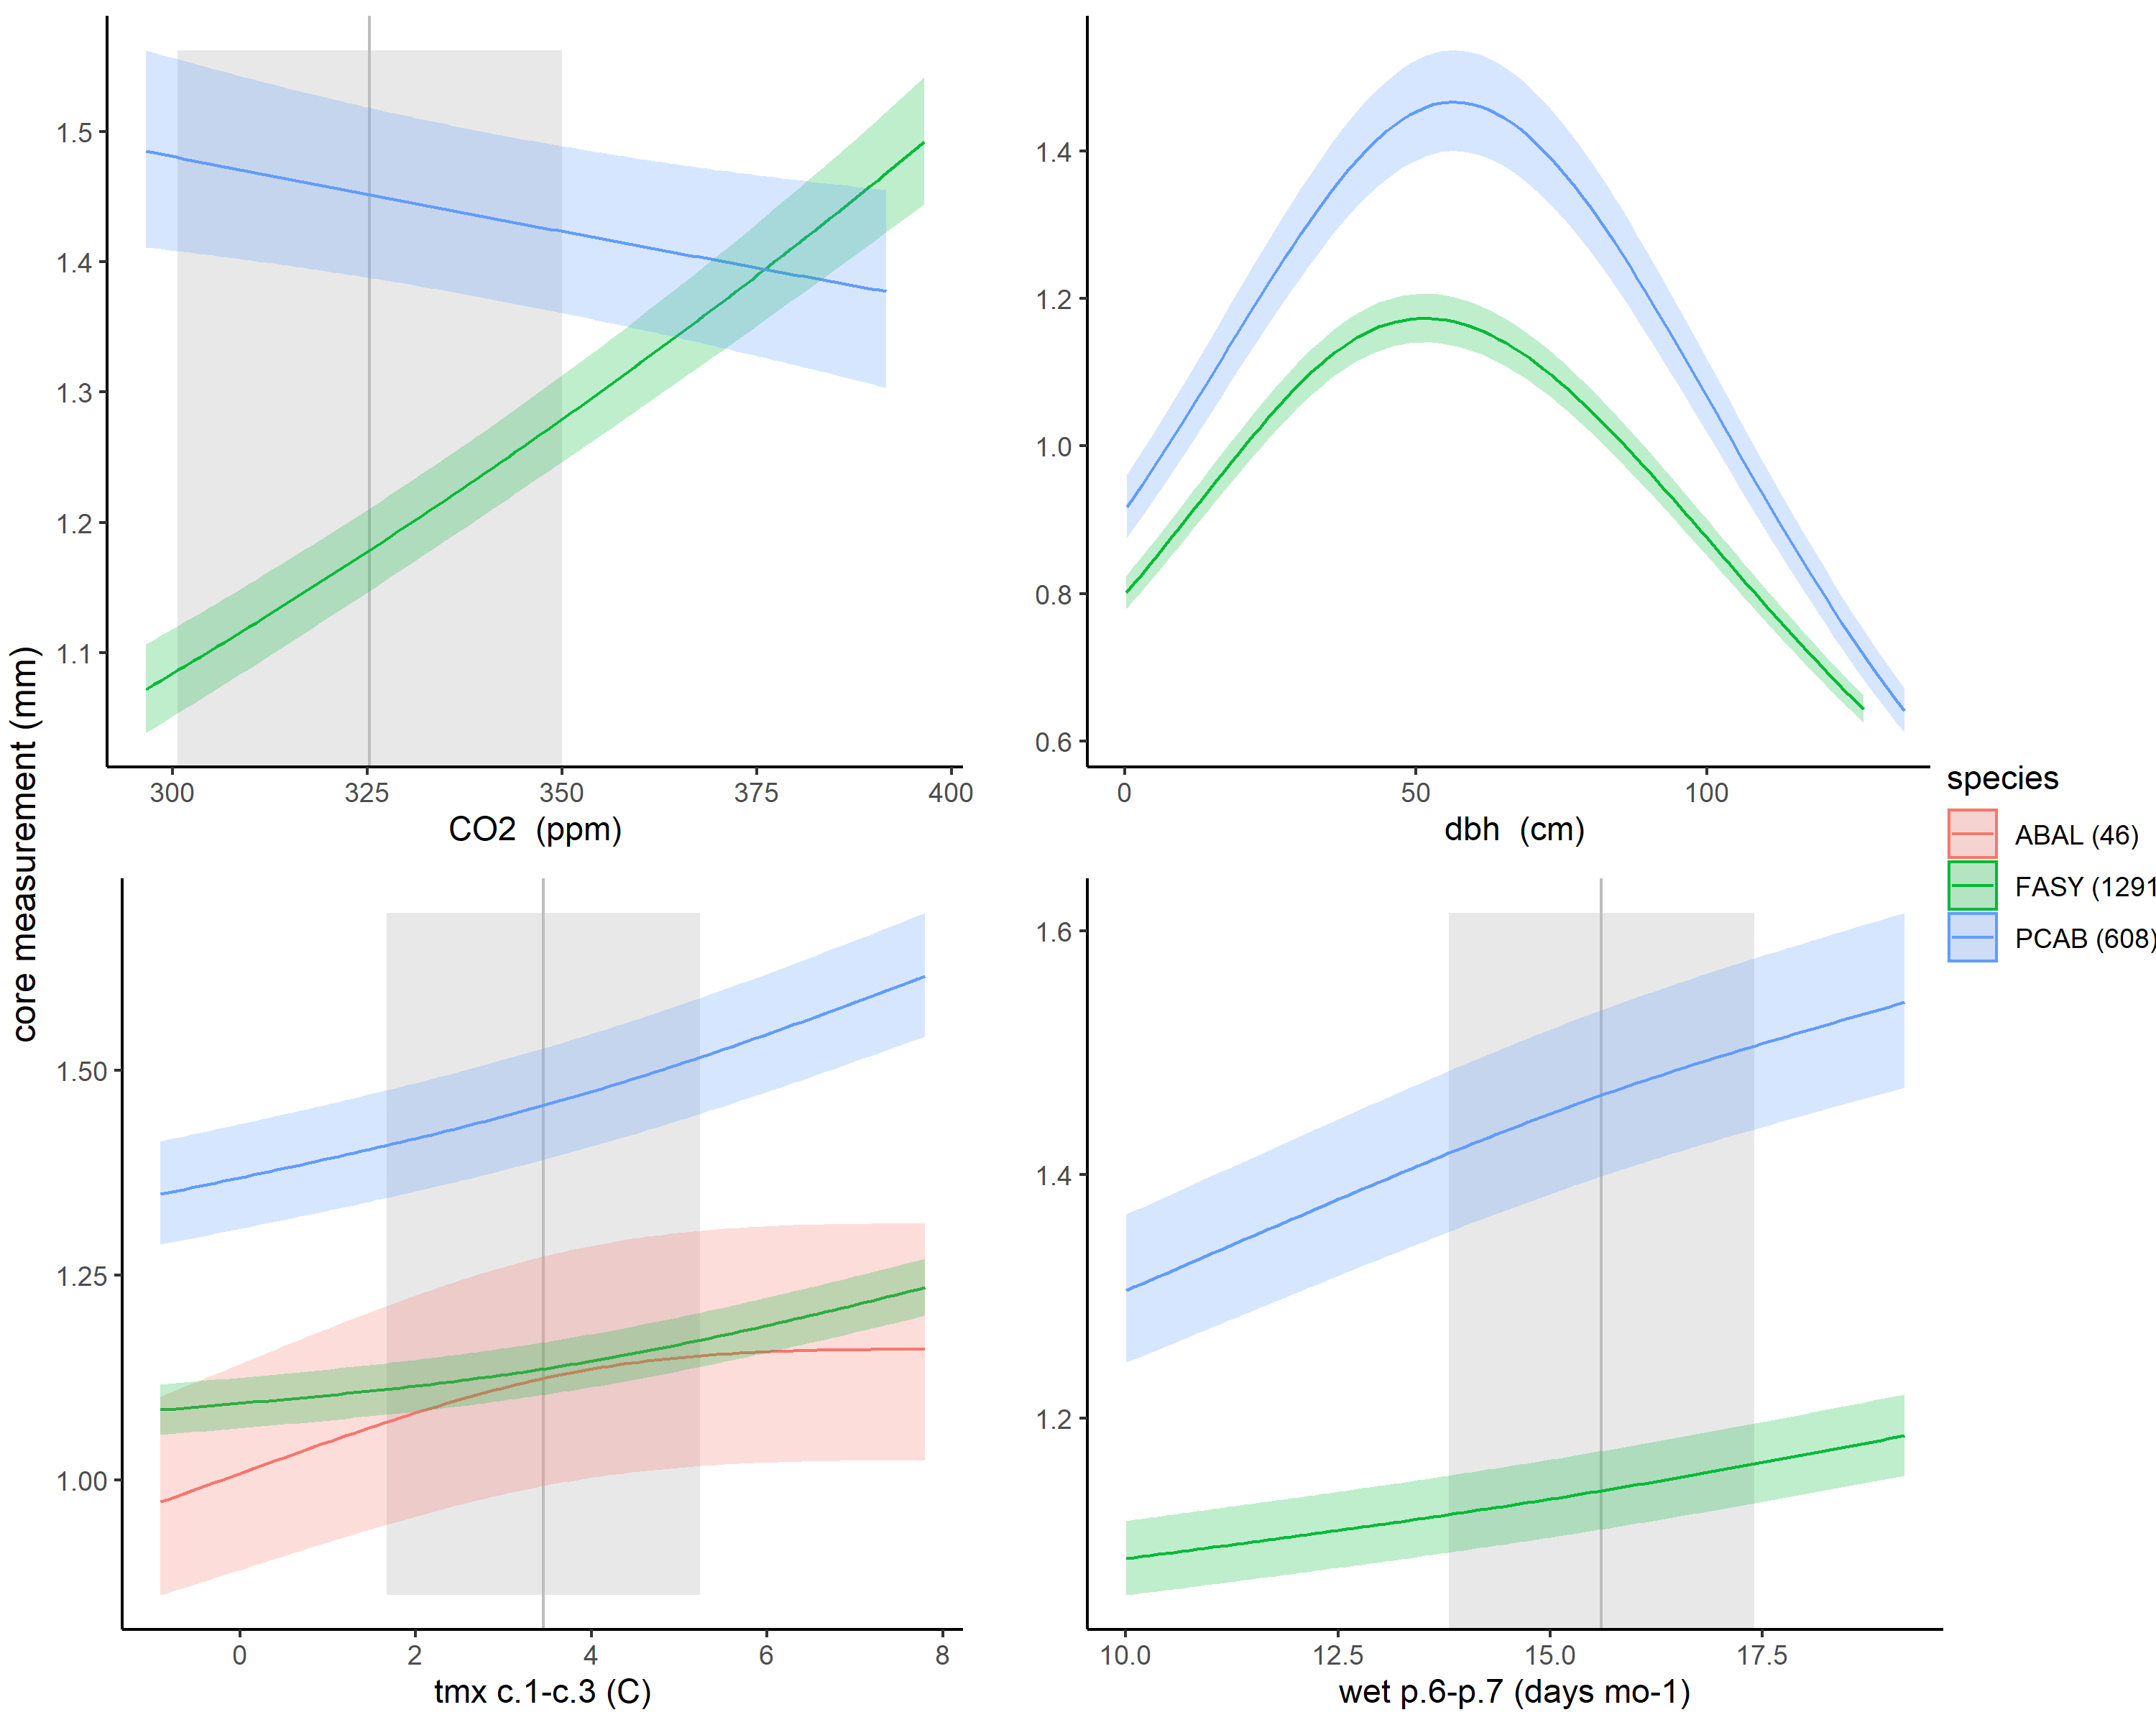 core measurement (mm)
1.5
1.4
1.3
1.2
1.1
300 325 350 375 400
CO2 (ppm)
1.4
1.2
1.0
0.8
0.6
0 50 100
dbh (cm)
1.50
1.25
1.00
0 2 4 6 8
tmx c.1-c.3 (C)
1.6
1.4
1.2
10.0 12.5 15.0 17.5
wet p.6-p.7 (days mo-1)
species
ABAL (46)
FASY (1291
PCAB (608)